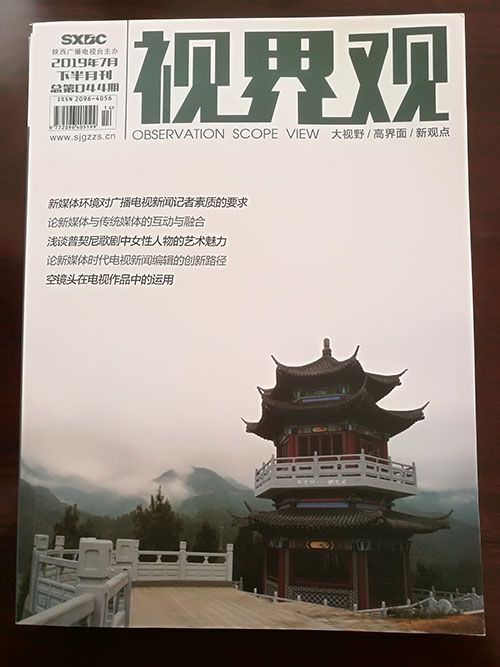 SXBC
陕西广播电视台主办
2019年7月
下半月刊
总第044期
ISSN 2096-4056
14
9 772096 405199
www.sjgzzs.cn
视界观
OBSERVATION SCOPE VIEW 大视野/高界面/新观点
新媒体环境对广播电视新闻记者素质的要求
论新媒体与传统媒体的互动与融合
浅谈普契尼歌剧中女性人物的艺术魅力
论新媒体时代电视新闻编辑的创新路径
空镜头在电视作品中的运用